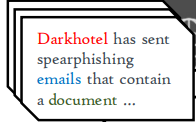 Darkhotel has sent
spearphishing
emails that contain
a document ...